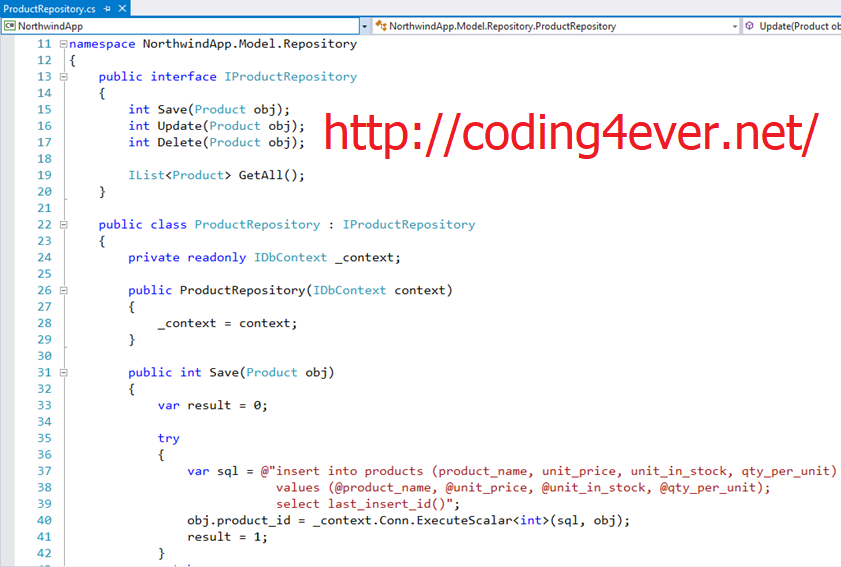 ProductRepository.cs
NorthwindApp NorthwindApp.Model.Repository.ProductRepository Update(Product ob
11 namespace NorthwindApp.Model.Repository
12 {
13 public interface IProductRepository
14 {
15 int Save(Product obj);
16 int Update(Product obj);
17 int Delete(Product obj);
http://coding4ever.net/
18
19 IList<Product> GetAll();
20 }
21
22 public class ProductRepository : IProductRepository
23 {
24 private readonly IDbContext _context;
25
26 public ProductRepository(IDbContext context)
27 {
28 _context = context;
29 }
30
31 public int Save(Product obj)
32 {
33 var result = 0;
34
35 try
36 {
37 var sql = @"insert into products (product_name, unit_price, unit_in_stock, qty_per_unit)
38 values (@product_name, @unit_price, @unit_in_stock, @qty_per_unit);
39 select last_insert_id()";
40 obj.product_id = _context.Conn.ExecuteScalar<int>(sql, obj);
41 result = 1;
42 }